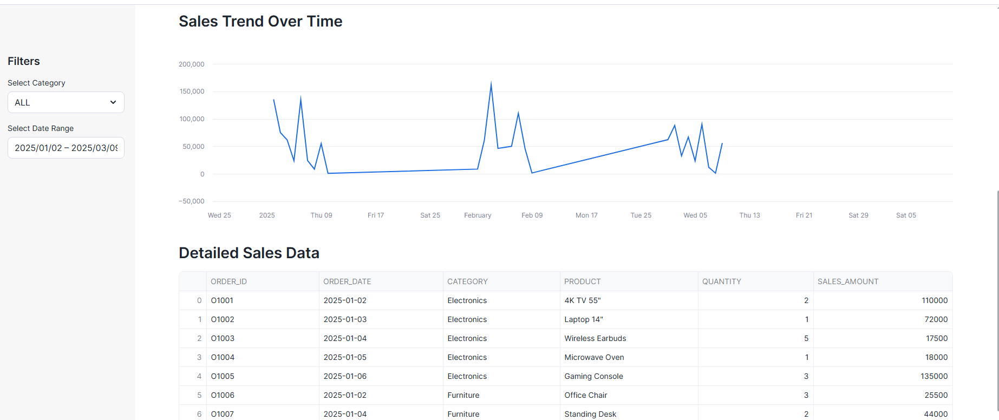 Sales Trend Over Time
Filters
Select Category
ALL
Select Date Range
2025/01/02 – 2025/03/09
200,000
150,000
100,000
50,000
0
−50,000
Wed 25 2025 Thu 09 Fri 17 Sat 25 February Feb 09 Mon 17 Tue 25 Wed 05 Thu 13 Fri 21 Sat 29 Sat 05
Detailed Sales Data
ORDER_ID ORDER_DATE CATEGORY PRODUCT QUANTITY SALES_AMOUNT
0 O1001 2025-01-02 Electronics 4K TV 55" 2 110000
1 O1002 2025-01-03 Electronics Laptop 14" 1 72000
2 O1003 2025-01-04 Electronics Wireless Earbuds 5 17500
3 O1004 2025-01-05 Electronics Microwave Oven 1 18000
4 O1005 2025-01-06 Electronics Gaming Console 3 135000
5 O1006 2025-01-02 Furniture Office Chair 3 25500
6 O1007 2025-01-04 Furniture Standing Desk 2 44000